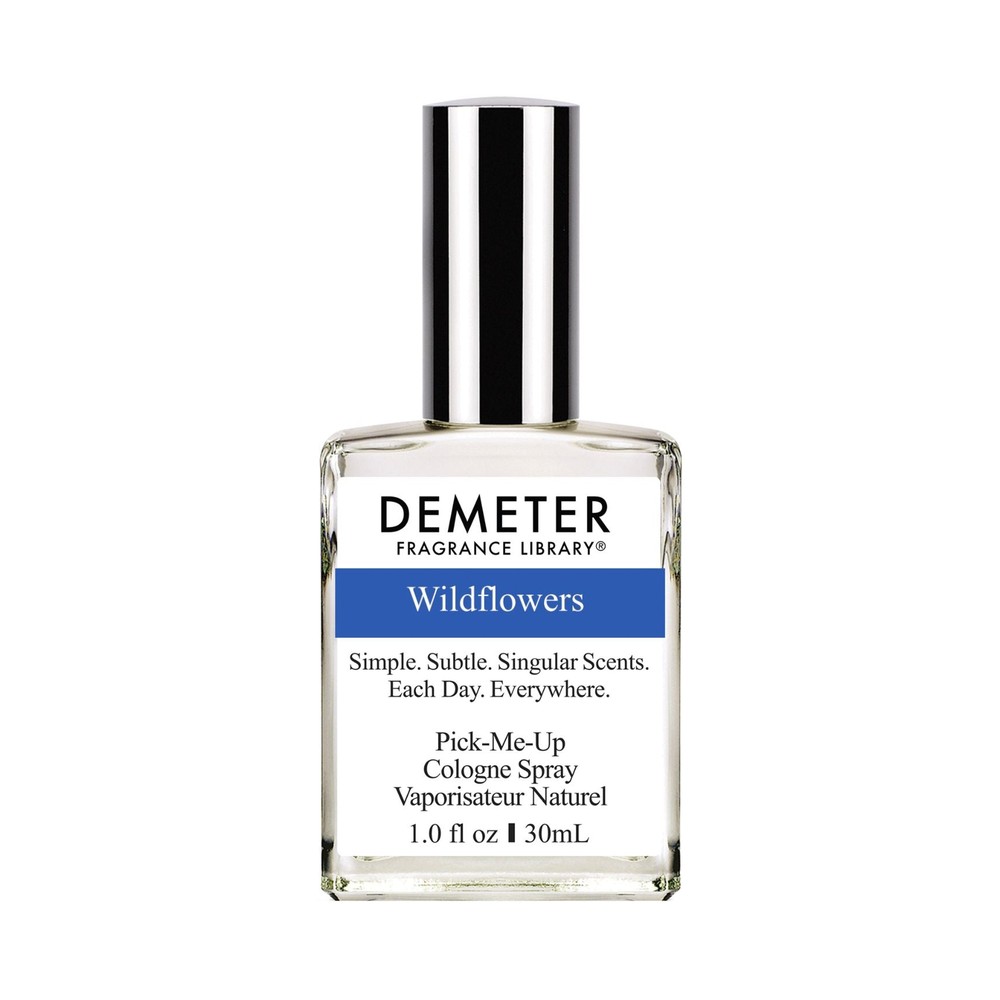 DEMETER
FRAGRANCE LIBRARY®
Wildflowers
Simple. Subtle. Singular Scents.
Each Day. Everywhere.
Pick-Me-Up
Cologne Spray
Vaporisateur Naturel
1.0 fl oz ▌30mL